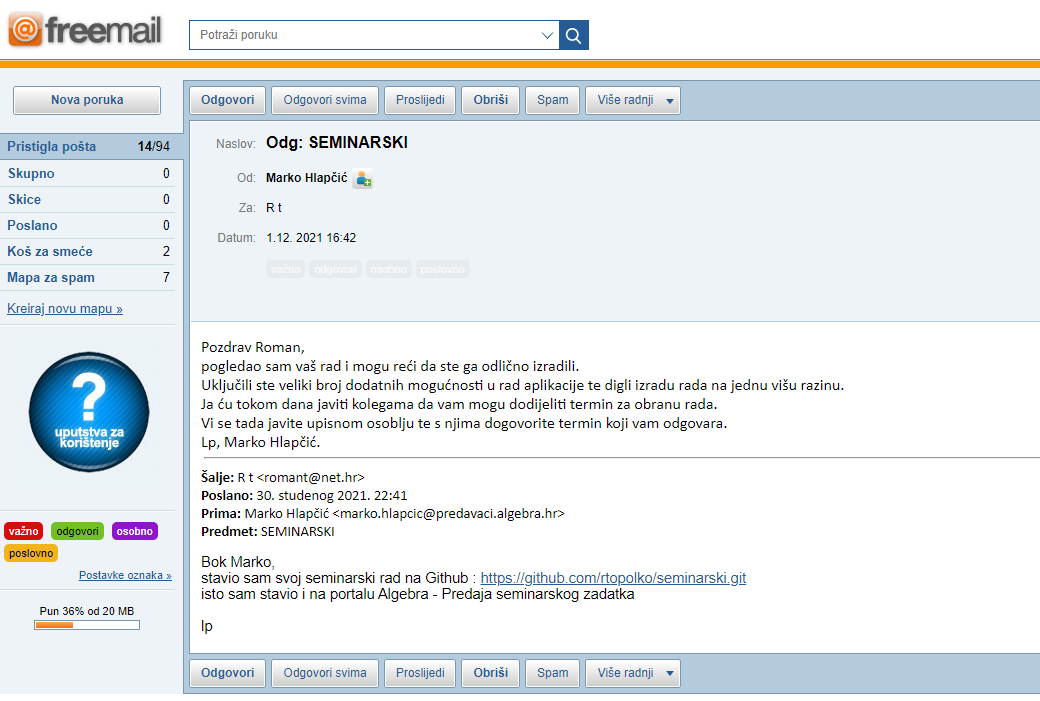 @freemail
Potraži poruku
Nova poruka
Odgovori Odgovori svima Proslijedi Obriši Spam Više radnji
Pristigla pošta 14/94
Skupno 0
Skice 0
Poslano 0
Koš za smeće 2
Mapa za spam 7
Kreiraj novu mapu »
?
uputstva za
korištenje
važno odgovori osobno
poslovno
Postavke oznaka »
Pun 36% od 20 MB
Naslov: Odg: SEMINARSKI
Od: Marko Hlapčić
Za: R t
Datum: 1.12. 2021 16:42
važno odgovori osobno poslovno
Pozdrav Roman,
pogledao sam vaš rad i mogu reći da ste ga odlično izradili.
Uključili ste veliki broj dodatnih mogućnosti u rad aplikacije te digli izradu rada na jednu višu razinu.
Ja ću tokom dana javiti kolegama da vam mogu dodijeliti termin za obranu rada.
Vi se tada javite upisnom osoblju te s njima dogovorite termin koji vam odgovara.
Lp, Marko Hlapčić.
Šalje: R t <romant@net.hr>
Poslano: 30. studenog 2021. 22:41
Prima: Marko Hlapčić <marko.hlapcic@predavaci.algebra.hr>
Predmet: SEMINARSKI
Bok Marko,
stavio sam svoj seminarski rad na Github : https://github.com/rtopolko/seminarski.git
isto sam stavio i na portalu Algebra - Predaja seminarskog zadatka
lp
Odgovori Odgovori svima Proslijedi Obriši Spam Više radnji